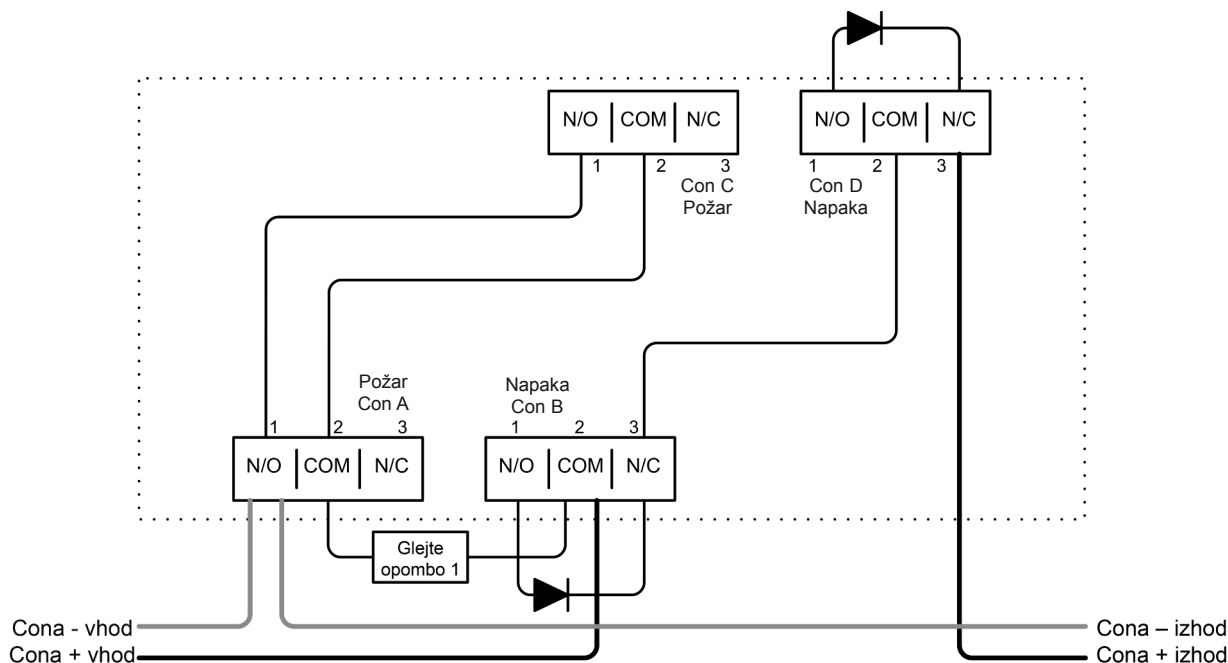 N/O COM N/C
1 2 3
Con C
Požar
N/O COM N/C
1 2 3
Con D
Napaka
Požar
Con A
1 2 3
N/O COM N/C
Napaka
Con B
1 2 3
N/O COM N/C
Glejte
opombo 1
Cona - vhod
Cona + vhod
Cona – izhod
Cona + izhod